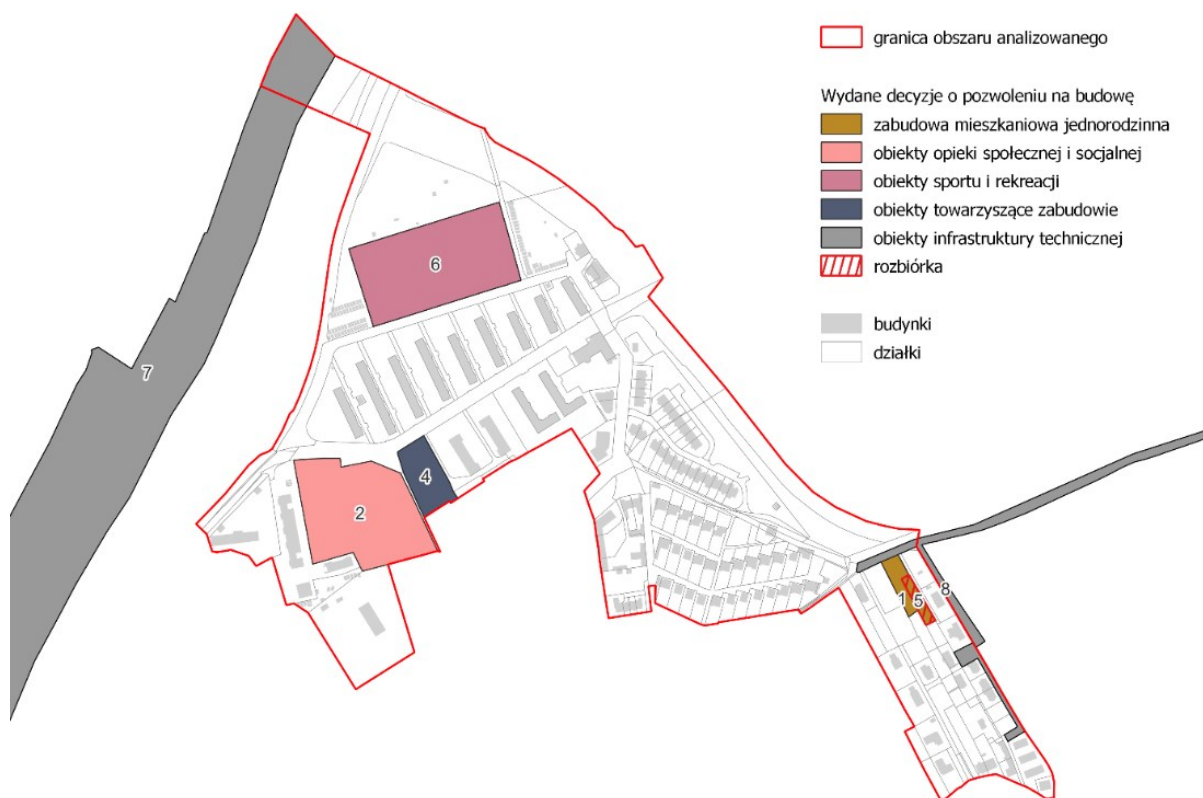 granica obszaru analizowanego
Wydane decyzje o pozwoleniu na budowę
zabudowa mieszkaniowa jednorodzinna
obiekty opieki społecznej i socjalnej
obiekty sportu i rekreacji
obiekty towarzyszące zabudowie
obiekty infrastruktury technicznej
rozbiórka
budynki
działki
6
7
4
2
1
5
8